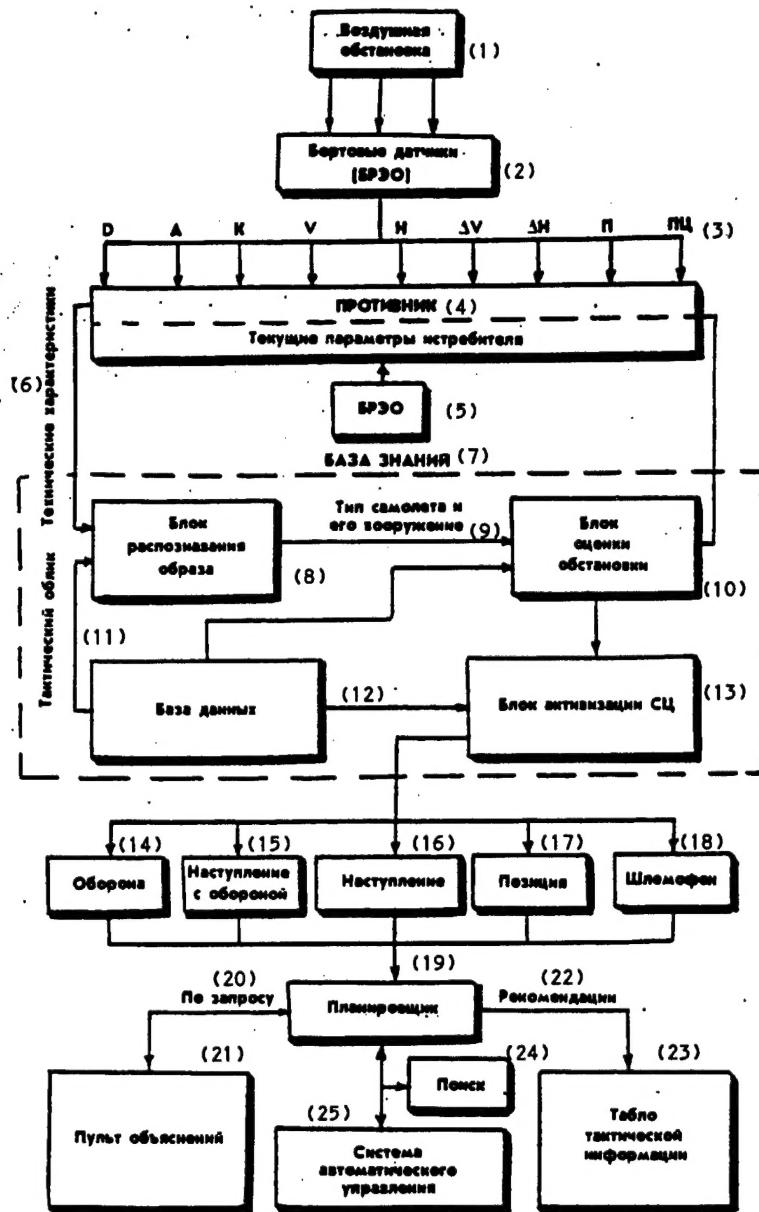 Воздушная
обстановка
(1)
Бортовые датчики
(БРЭО)
(2)
D A K V H ΔV ΔH П ПЦ (3)
ПРОТИВНИК (4)
Текущие параметры истребителя
БРЭО
(5)
(6)
Технические характеристики
БАЗА ЗНАНИЙ (7)
Блок
распознавания
образа
(8)
Тип самолета и
его вооружение
(9)
Блок
оценки
обстановки
(10)
Тактический облик
(11)
База данных
(12)
Блок активизации СЦ
(13)
(14) (15) (16) (17) (18)
Оборона
Наступление
с обороной
Наступление
Позиция
Шлемофон
(19)
(20)
По запросу
Планировщик
(22)
Рекомендации
(21)
Пульт объяснений
(24)
Поиск
(25)
Система
автоматического
управления
(23)
Табло
тактической
информации